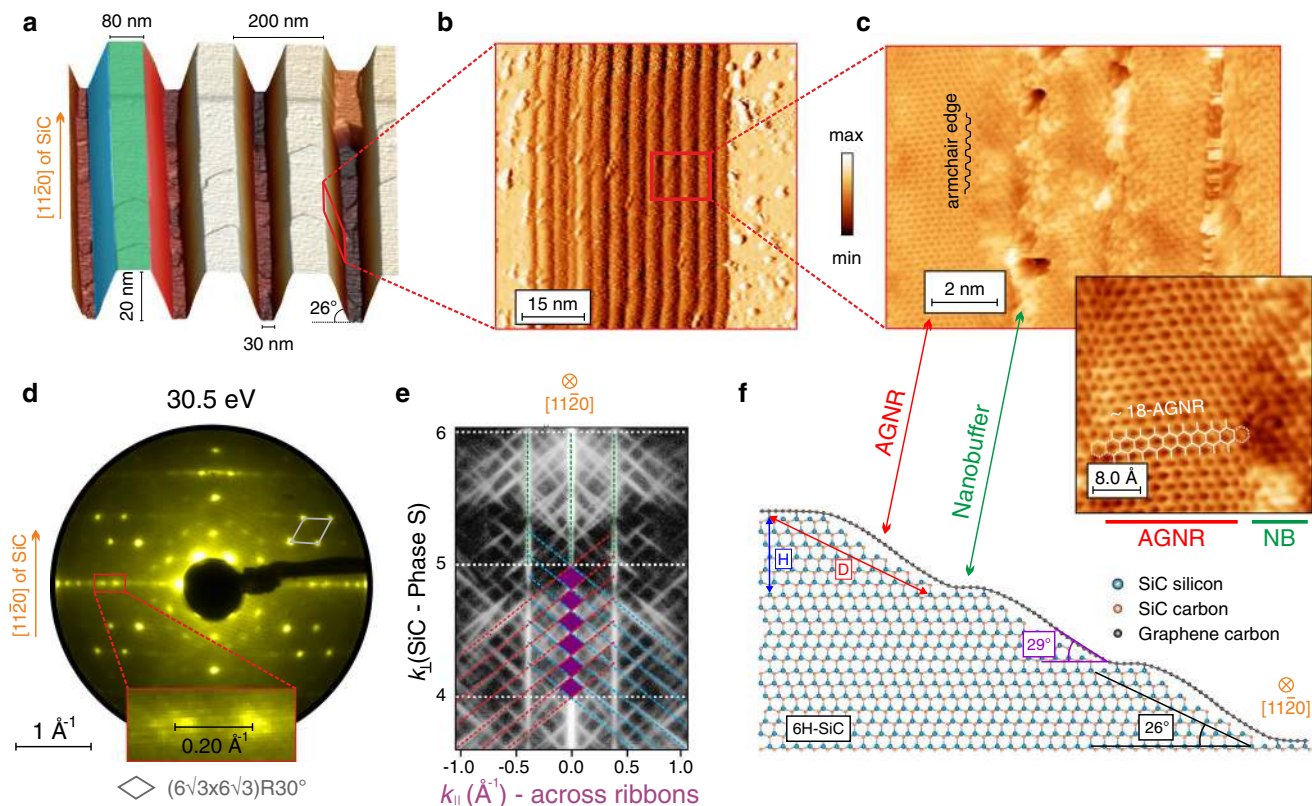 a
80 nm
200 nm
[112̄0] of SiC
20 nm
26°
30 nm
b
15 nm
c
max
min
armchair edge
2 nm
~ 18-AGNR
8.0 Å
AGNR
NB
AGNR
Nanobuffer
d
30.5 eV
[112̄0] of SiC
1 Å⁻¹
0.20 Å⁻¹
(6√3x6√3)R30°
e
[112̄0]
6
5
4
k⊥(SiC - Phase S)
-1.0
-0.5
0.0
0.5
1.0
k|| (Å⁻¹) - across ribbons
f
H
D
29°
26°
6H-SiC
SiC silicon
SiC carbon
Graphene carbon
[112̄0]